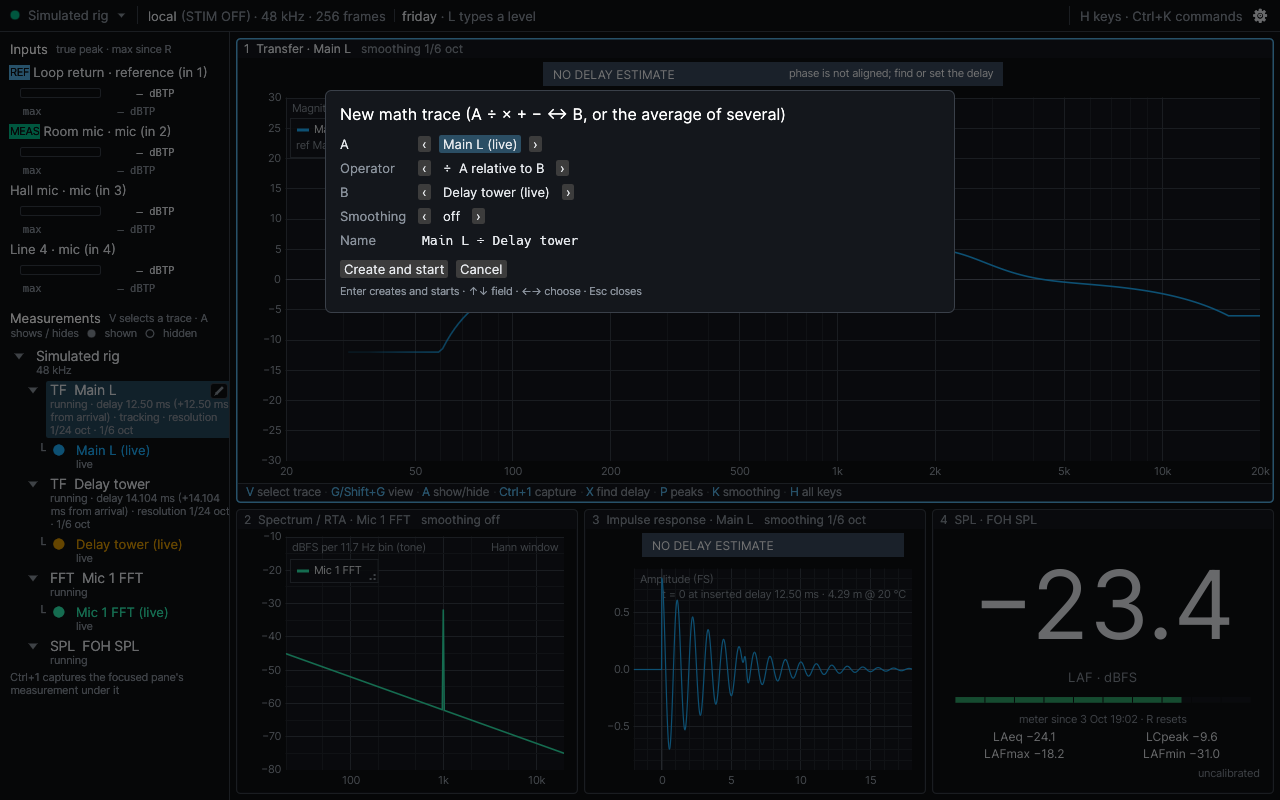 Simulated rig
local (STIM OFF) · 48 kHz · 256 frames
friday · L types a level
H keys · Ctrl+K commands
Inputs true peak · max since R
REF Loop return · reference (in 1)
– dBTP
max – dBTP
MEAS Room mic · mic (in 2)
– dBTP
max – dBTP
Hall mic · mic (in 3)
– dBTP
max – dBTP
Line 4 · mic (in 4)
– dBTP
max – dBTP
Measurements V selects a trace · A
shows / hides shown hidden
Simulated rig
48 kHz
TF Main L
running · delay 12.50 ms (+12.50 ms
from arrival) · tracking · resolution
1/24 oct · 1/6 oct
Main L (live)
live
TF Delay tower
running · delay 14.104 ms (+14.104
ms from arrival) · resolution 1/24 oct
· 1/6 oct
Delay tower (live)
live
FFT Mic 1 FFT
running
Mic 1 FFT (live)
live
SPL FOH SPL
running
Ctrl+1 captures the focused pane's
measurement under it
1 Transfer · Main L smoothing 1/6 oct
NO DELAY ESTIMATE phase is not aligned; find or set the delay
30
25
20
15
10
5
0
−5
−10
−15
−20
−25
−30
20 50 100 200 500 1k 2k 5k 10k 20k
V select trace · G/Shift+G view · A show/hide · Ctrl+1 capture · X find delay · P peaks · K smoothing · H all keys
New math trace (A ÷ × + − ↔ B, or the average of several)
A ‹ Main L (live) ›
Operator ‹ ÷ A relative to B ›
B ‹ Delay tower (live) ›
Smoothing ‹ off ›
Name Main L ÷ Delay tower
Create and start Cancel
Enter creates and starts · ↑↓ field · ←→ choose · Esc closes
2 Spectrum / RTA · Mic 1 FFT smoothing off
dBFS per 11.7 Hz bin (tone) Hann window
Mic 1 FFT
−10
−20
−30
−40
−50
−60
−70
−80
100 1k 10k
3 Impulse response · Main L smoothing 1/6 oct
NO DELAY ESTIMATE
Amplitude (FS)
t = 0 at inserted delay 12.50 ms · 4.29 m @ 20 °C
0.5
0.0
−0.5
0 5 10 15
4 SPL · FOH SPL
−23.4
LAF · dBFS
meter since 3 Oct 19:02 · R resets
LAeq −24.1 LCpeak −9.6
LAFmax −18.2 LAFmin −31.0
uncalibrated